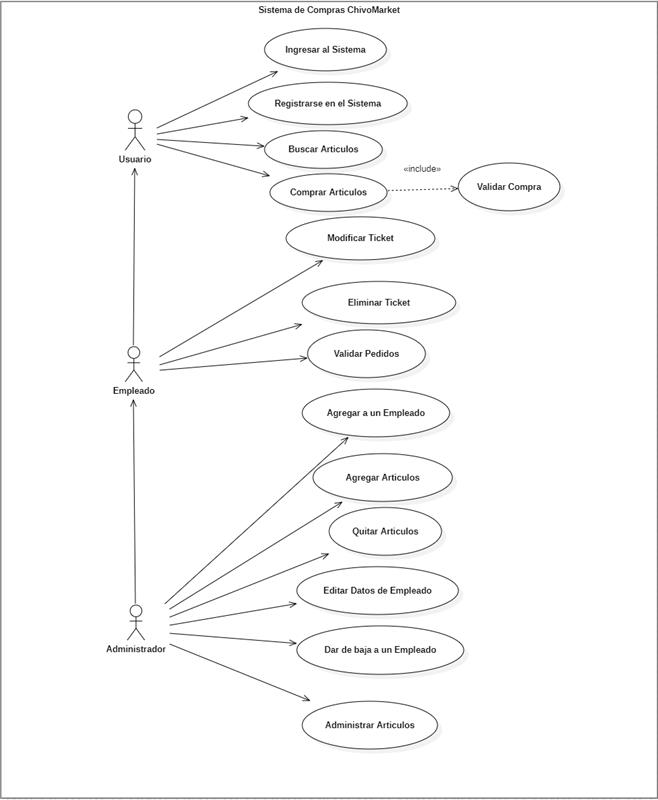 Sistema de Compras ChivoMarket
Ingresar al Sistema
Registrarse en el Sistema
Usuario
Buscar Articulos
Comprar Articulos
«include»
Validar Compra
Modificar Ticket
Eliminar Ticket
Validar Pedidos
Empleado
Agregar a un Empleado
Agregar Articulos
Quitar Articulos
Editar Datos de Empleado
Administrador
Dar de baja a un Empleado
Administrar Articulos